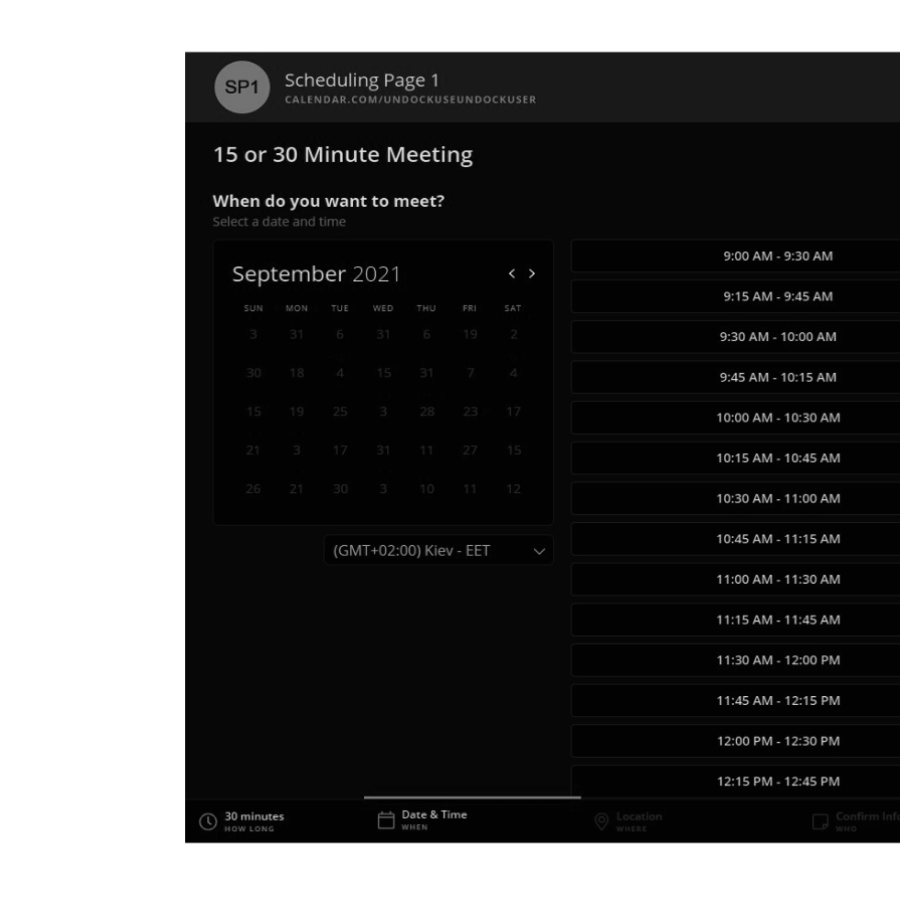 SP1
Scheduling Page 1
CALENDAR.COM/UNDOCKUSEUNDOCKUSER
15 or 30 Minute Meeting
When do you want to meet?
Select a date and time
September 2021
SUN MON TUE WED THU FRI SAT
3 31 6 31 6 19 2
30 18 4 15 31 7 4
15 19 25 3 28 23 17
21 3 17 31 11 27 15
26 21 30 3 10 11 12
(GMT+02:00) Kiev - EET
9:00 AM - 9:30 AM
9:15 AM - 9:45 AM
9:30 AM - 10:00 AM
9:45 AM - 10:15 AM
10:00 AM - 10:30 AM
10:15 AM - 10:45 AM
10:30 AM - 11:00 AM
10:45 AM - 11:15 AM
11:00 AM - 11:30 AM
11:15 AM - 11:45 AM
11:30 AM - 12:00 PM
11:45 AM - 12:15 PM
12:00 PM - 12:30 PM
12:15 PM - 12:45 PM
30 minutes
HOW LONG
Date & Time
WHEN
Location
WHERE
Confirm Inf
WHO